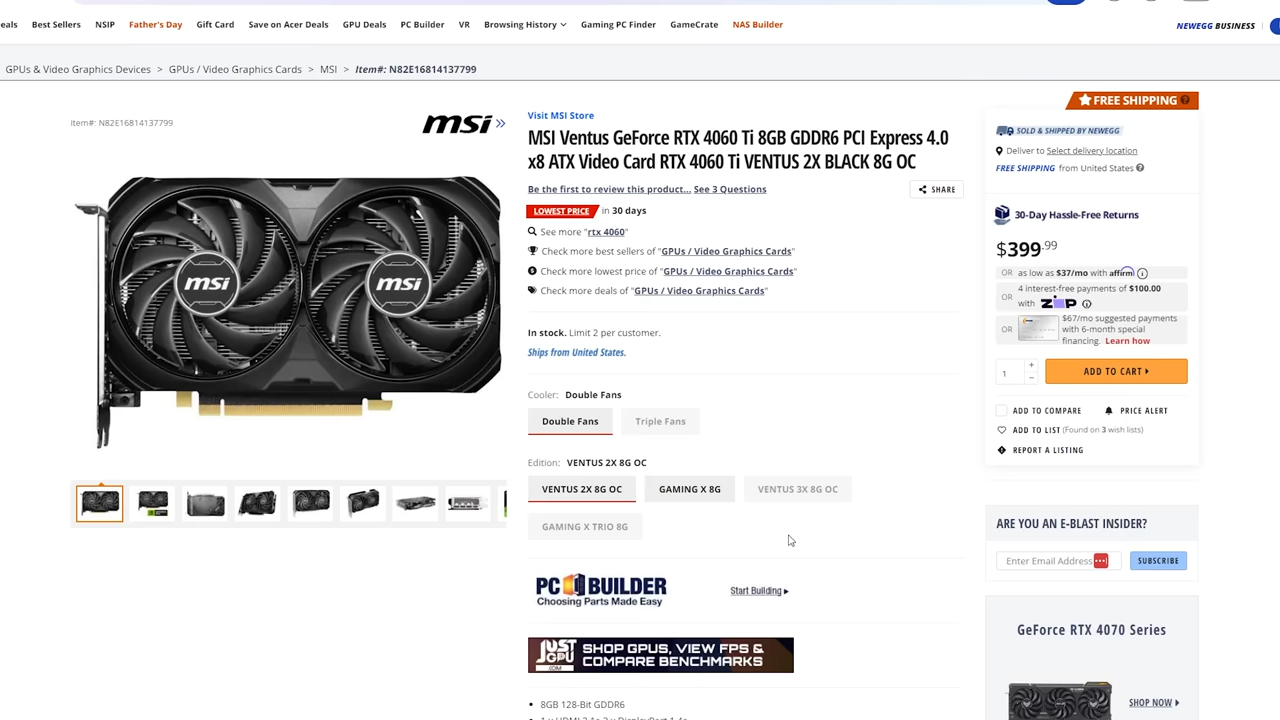 eals Best Sellers NSIP Father's Day Gift Card Save on Acer Deals GPU Deals PC Builder VR Browsing History Gaming PC Finder GameCrate NAS Builder
NEWEGG BUSINESS
GPUs & Video Graphics Devices > GPUs / Video Graphics Cards > MSI > Item#: N82E16814137799
Item#: N82E16814137799
msi
msi
msi
Visit MSI Store
MSI Ventus GeForce RTX 4060 Ti 8GB GDDR6 PCI Express 4.0
x8 ATX Video Card RTX 4060 Ti VENTUS 2X BLACK 8G OC
Be the first to review this product... See 3 Questions
SHARE
LOWEST PRICE in 30 days
See more "rtx 4060"
Check more best sellers of "GPUs / Video Graphics Cards"
Check more lowest price of "GPUs / Video Graphics Cards"
Check more deals of "GPUs / Video Graphics Cards"
In stock. Limit 2 per customer.
Ships from United States.
Cooler: Double Fans
Double Fans Triple Fans
Edition: VENTUS 2X 8G OC
VENTUS 2X 8G OC GAMING X 8G VENTUS 3X 8G OC
GAMING X TRIO 8G
PC BUILDER
Choosing Parts Made Easy
Start Building
JUST GPU .COM
SHOP GPUS, VIEW FPS &
COMPARE BENCHMARKS
8GB 128-Bit GDDR6
FREE SHIPPING
SOLD & SHIPPED BY NEWEGG
Deliver to Select delivery location
FREE SHIPPING from United States
30-Day Hassle-Free Returns
$399.99
OR as low as $37/mo with affirm
OR 4 interest-free payments of $100.00
with ZIP
OR $67/mo suggested payments
with 6-month special
financing. Learn how
1 + −
ADD TO CART
ADD TO COMPARE PRICE ALERT
ADD TO LIST (Found on 3 wish lists)
REPORT A LISTING
ARE YOU AN E-BLAST INSIDER?
Enter Email Address SUBSCRIBE
GeForce RTX 4070 Series
SHOP NOW